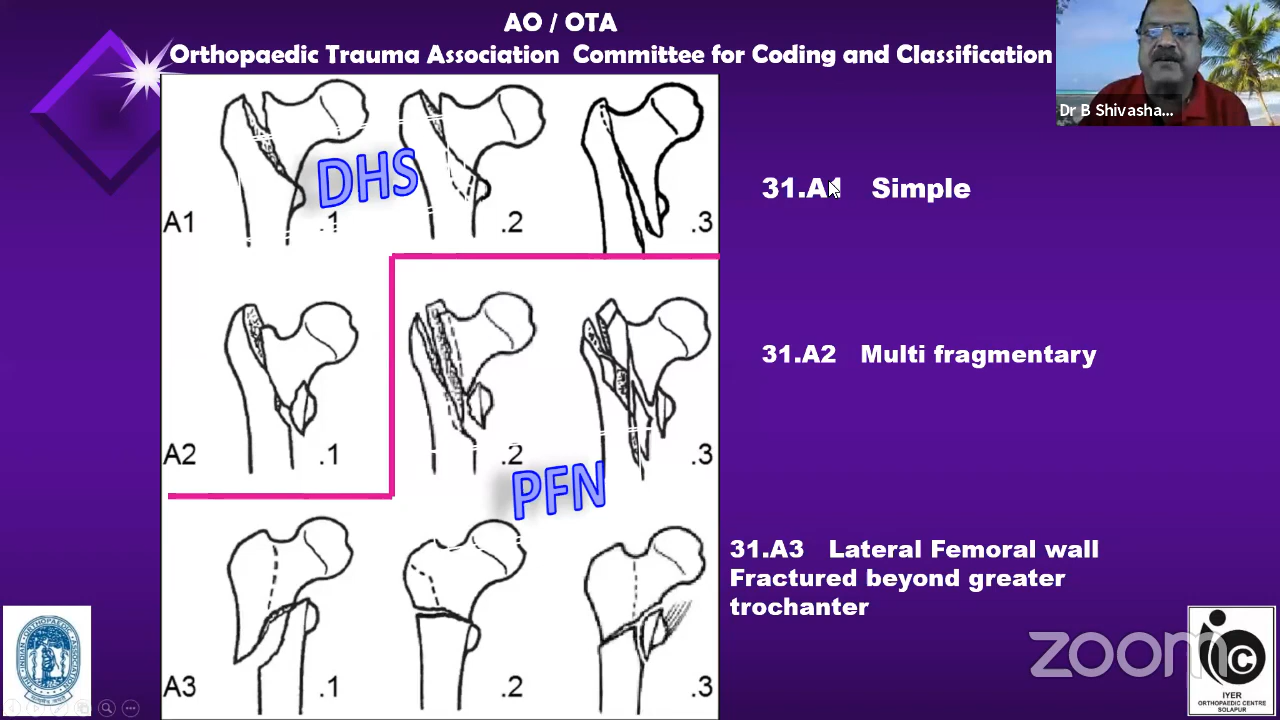 AO / OTA
Orthopaedic Trauma Association Committee for Coding and Classification
Dr B Shivasha...
DHS
A1 .1 .2 .3
31.A1 Simple
A2 .1 .2 .3
31.A2 Multi fragmentary
PFN
A3 .1 .2 .3
31.A3 Lateral Femoral wall
Fractured beyond greater
trochanter
zoom
IYER
ORTHOPAEDIC CENTRE
SOLAPUR